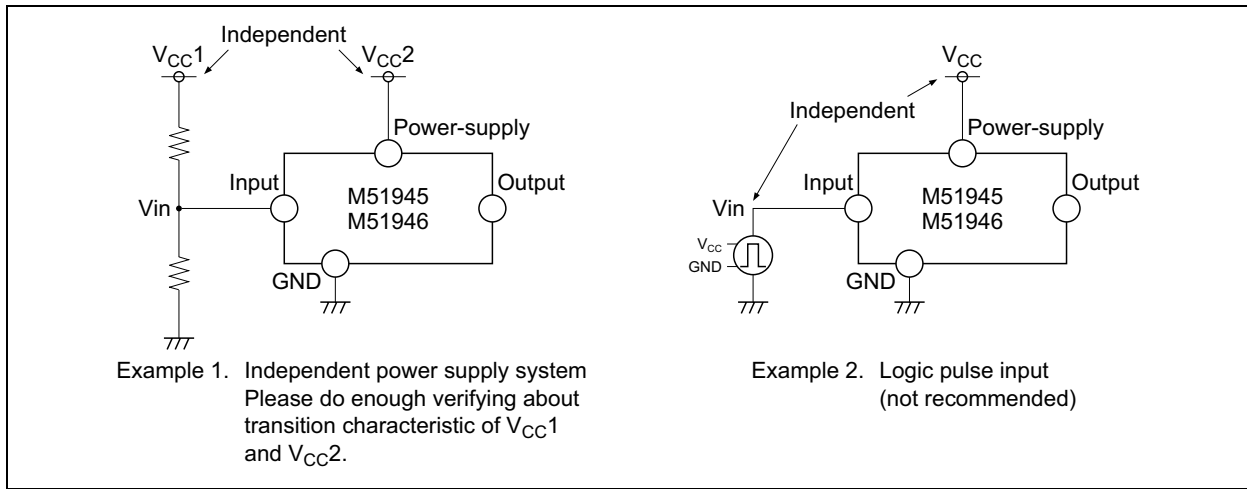 Independent
VCC1
VCC2
Power-supply
Input
Output
M51945
M51946
Vin
GND
Example 1. Independent power supply system
Please do enough verifying about
transition characteristic of VCC1
and VCC2.
VCC
Independent
Power-supply
Input
Output
M51945
M51946
Vin
VCC
GND
GND
Example 2. Logic pulse input
(not recommended)